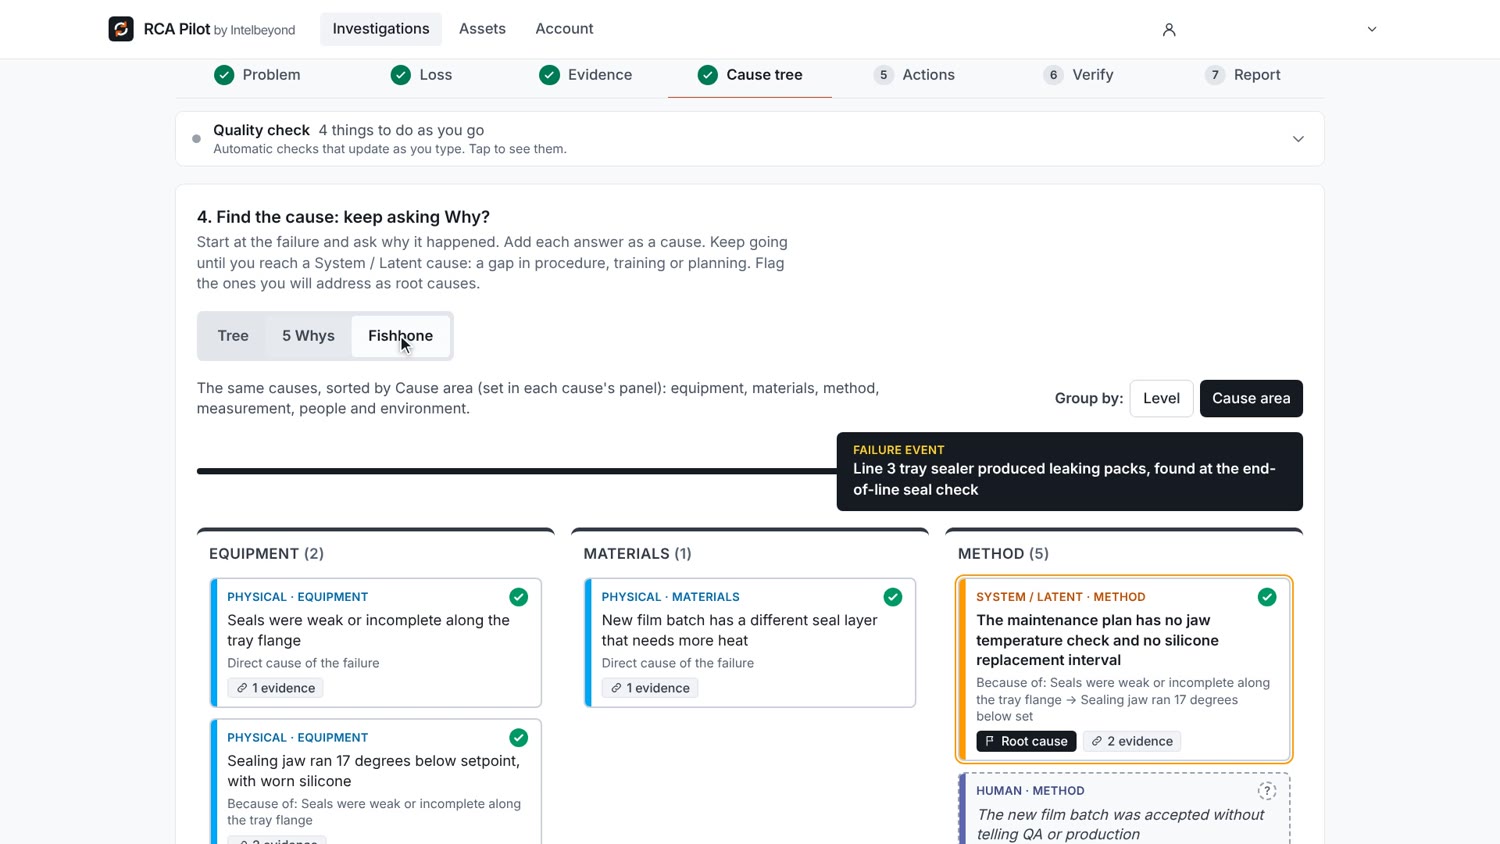 RCA Pilot by Intelbeyond
Investigations
Assets
Account
Problem
Loss
Evidence
Cause tree
5 Actions
6 Verify
7 Report
Quality check 4 things to do as you go
Automatic checks that update as you type. Tap to see them.
4. Find the cause: keep asking Why?
Start at the failure and ask why it happened. Add each answer as a cause. Keep going
until you reach a System / Latent cause: a gap in procedure, training or planning. Flag
the ones you will address as root causes.
Tree
5 Whys
Fishbone
The same causes, sorted by Cause area (set in each cause's panel): equipment, materials, method,
measurement, people and environment.
Group by:
Level
Cause area
FAILURE EVENT
Line 3 tray sealer produced leaking packs, found at the end-
of-line seal check
EQUIPMENT (2)
PHYSICAL · EQUIPMENT
Seals were weak or incomplete along the
tray flange
Direct cause of the failure
1 evidence
PHYSICAL · EQUIPMENT
Sealing jaw ran 17 degrees below setpoint,
with worn silicone
Because of: Seals were weak or incomplete along
the tray flange
MATERIALS (1)
PHYSICAL · MATERIALS
New film batch has a different seal layer
that needs more heat
Direct cause of the failure
1 evidence
METHOD (5)
SYSTEM / LATENT · METHOD
The maintenance plan has no jaw
temperature check and no silicone
replacement interval
Because of: Seals were weak or incomplete along
the tray flange → Sealing jaw ran 17 degrees
below set
Root cause
2 evidence
HUMAN · METHOD
?
The new film batch was accepted without
telling QA or production